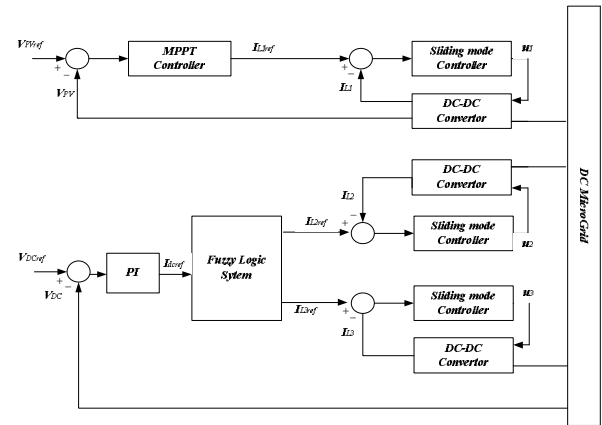 VPVref
+
−
VPV
MPPT
Controller
IL1ref
+
−
IL1
Sliding mode
Controller
u1
DC-DC
Convertor
DC MicroGrid
DC-DC
Convertor
IL2
IL2ref
+
−
Sliding mode
Controller
u2
VDCref
+
−
VDC
PI
Idcref
Fuzzy Logic
Sytem
IL3ref
+
−
IL3
Sliding mode
Controller
u3
DC-DC
Convertor